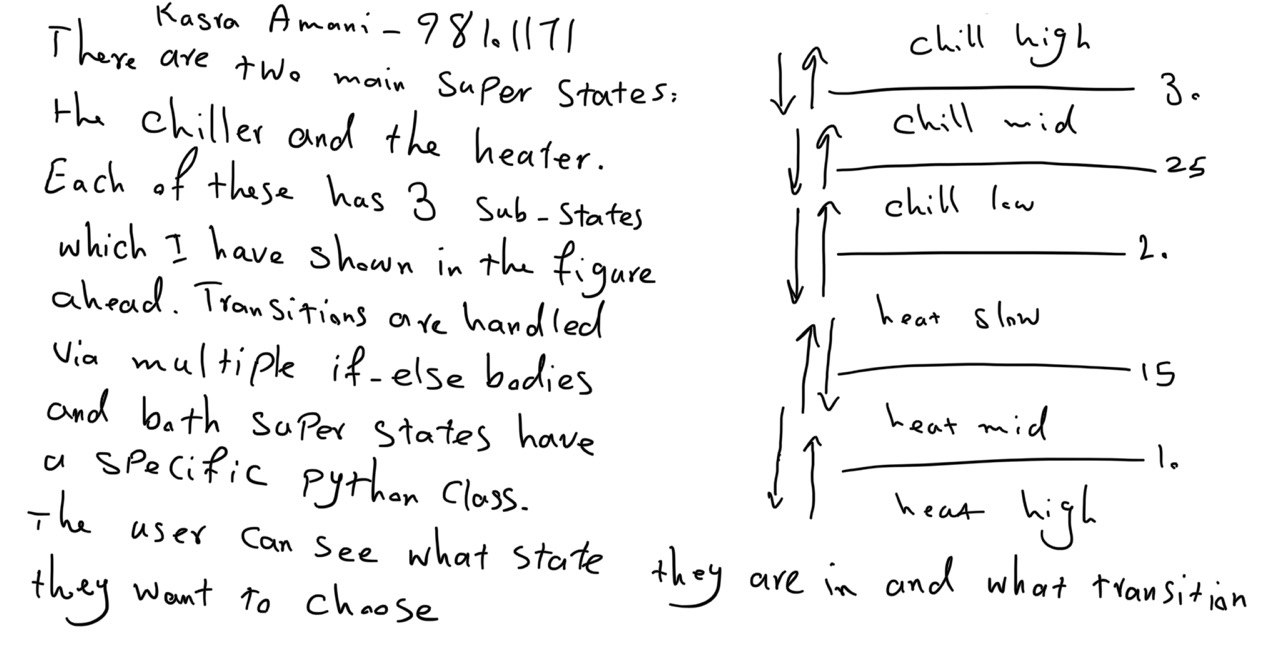 Kasra Amani - 981.1171
There are two main Super States:
the chiller and the heater.
Each of these has 3 Sub-States
which I have shown in the figure
ahead. Transitions are handled
via multiple if-else bodies
and both super states have
a specific python class.
The user can see what state they are in and what transition
they want to choose
chill high
3.
chill mid
25
chill low
2.
heat slow
15
heat mid
1.
heat high